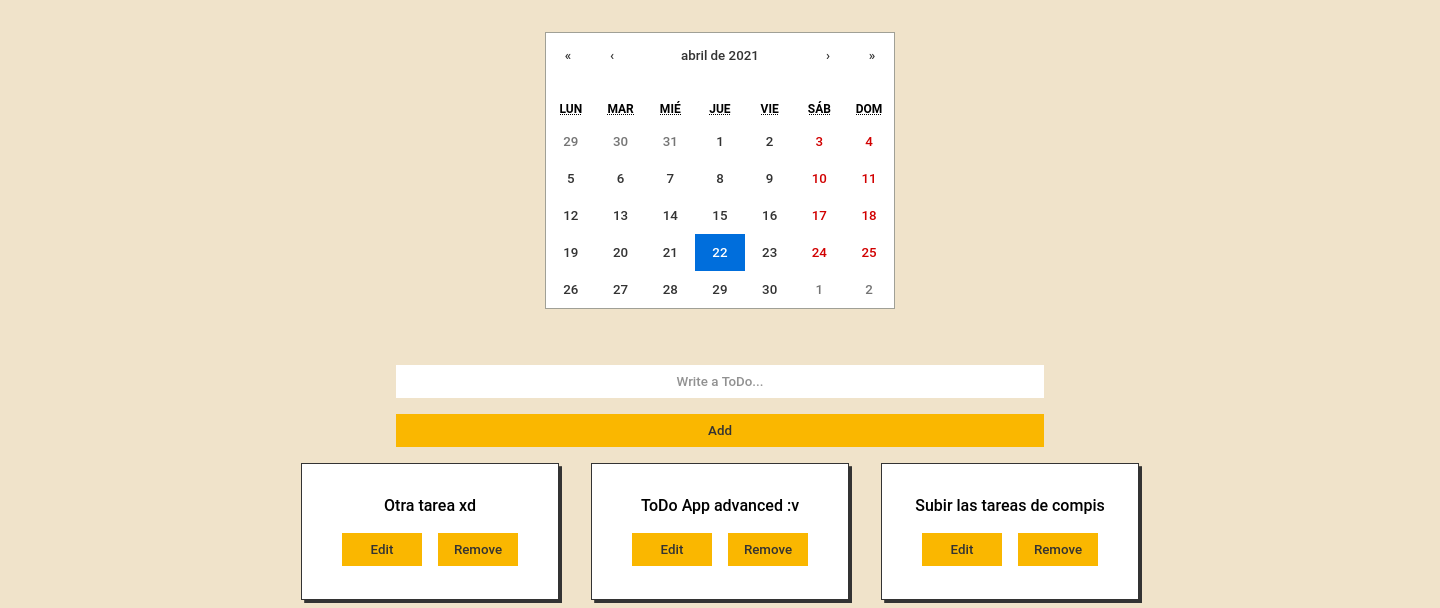 « ‹ abril de 2021 › »
LUN MAR MIÉ JUE VIE SÁB DOM
29 30 31 1 2 3 4
5 6 7 8 9 10 11
12 13 14 15 16 17 18
19 20 21 22 23 24 25
26 27 28 29 30 1 2
Write a ToDo...
Add
Otra tarea xd
Edit Remove
ToDo App advanced :v
Edit Remove
Subir las tareas de compis
Edit Remove